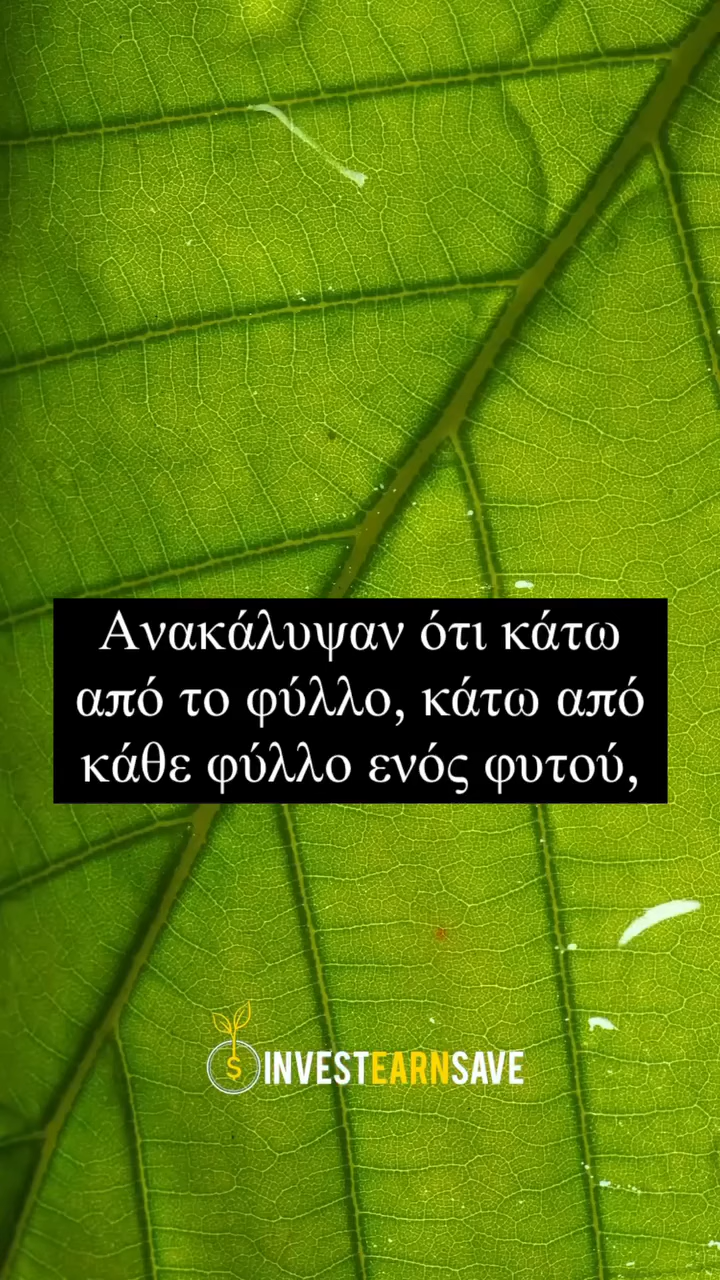 Ανακάλυψαν ότι κάτω
από το φύλλο, κάτω από
κάθε φύλλο ενός φυτού,
$INVESTEARNSAVE